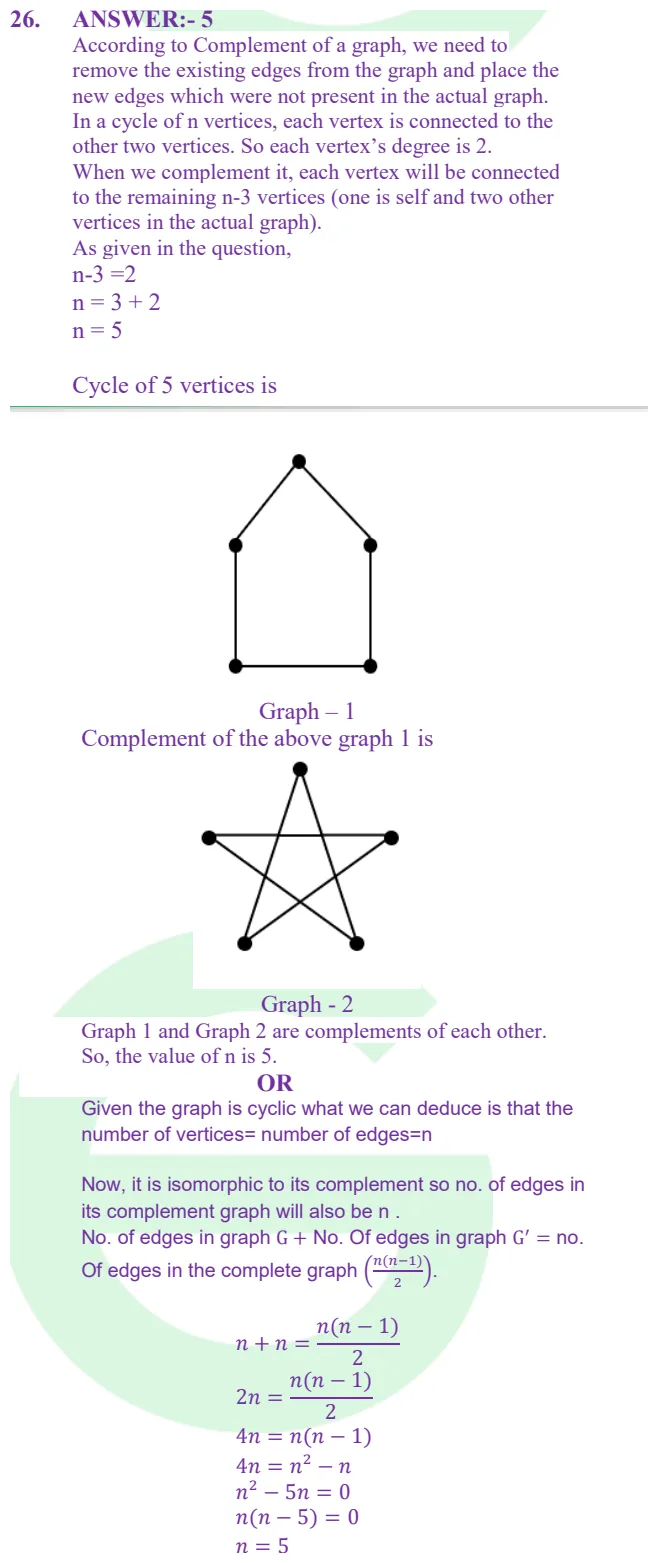 26. ANSWER:- 5
According to Complement of a graph, we need to
remove the existing edges from the graph and place the
new edges which were not present in the actual graph.
In a cycle of n vertices, each vertex is connected to the
other two vertices. So each vertex’s degree is 2.
When we complement it, each vertex will be connected
to the remaining n-3 vertices (one is self and two other
vertices in the actual graph).
As given in the question,
n-3 =2
n = 3 + 2
n = 5
Cycle of 5 vertices is
Graph – 1
Complement of the above graph 1 is
Graph - 2
Graph 1 and Graph 2 are complements of each other.
So, the value of n is 5.
OR
Given the graph is cyclic what we can deduce is that the
number of vertices= number of edges=n
Now, it is isomorphic to its complement so no. of edges in
its complement graph will also be n .
No. of edges in graph G + No. Of edges in graph G′ = no.
Of edges in the complete graph (n(n−1)/2).
n + n = n(n − 1)/2
2n = n(n − 1)/2
4n = n(n − 1)
4n = n² − n
n² − 5n = 0
n(n − 5) = 0
n = 5